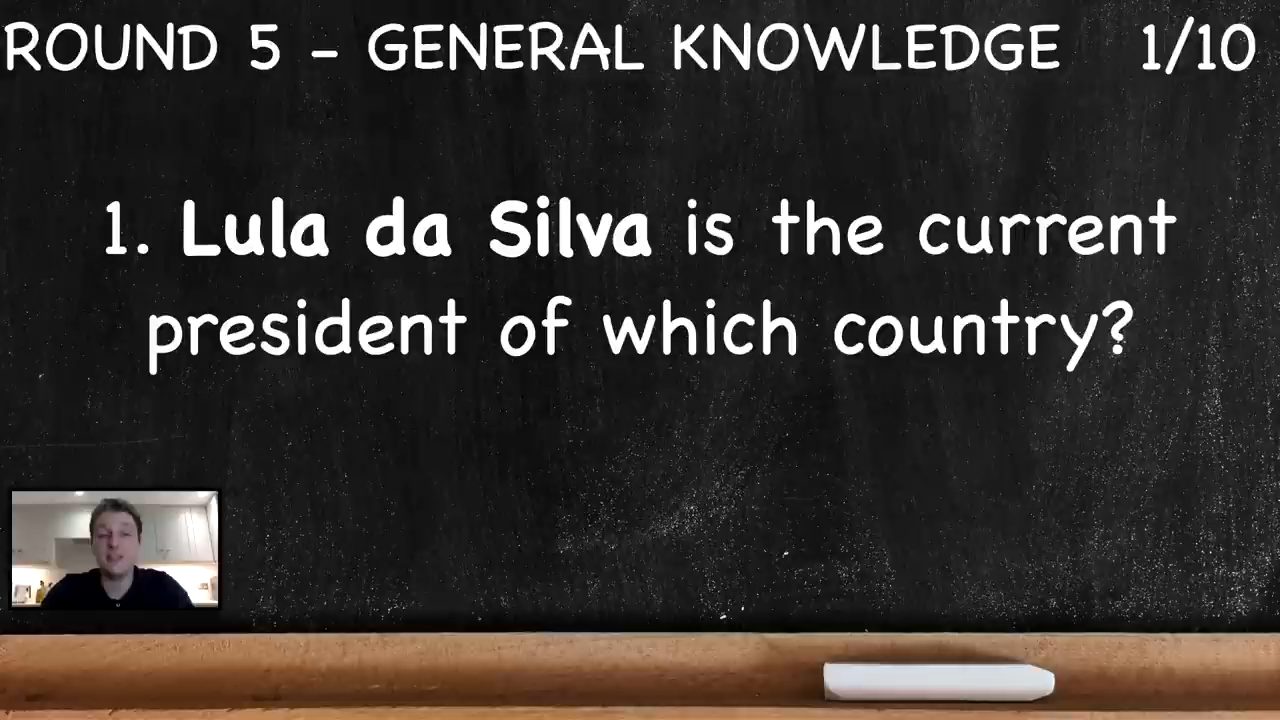 ROUND 5 - GENERAL KNOWLEDGE 1/10
1. Lula da Silva is the current
president of which country?